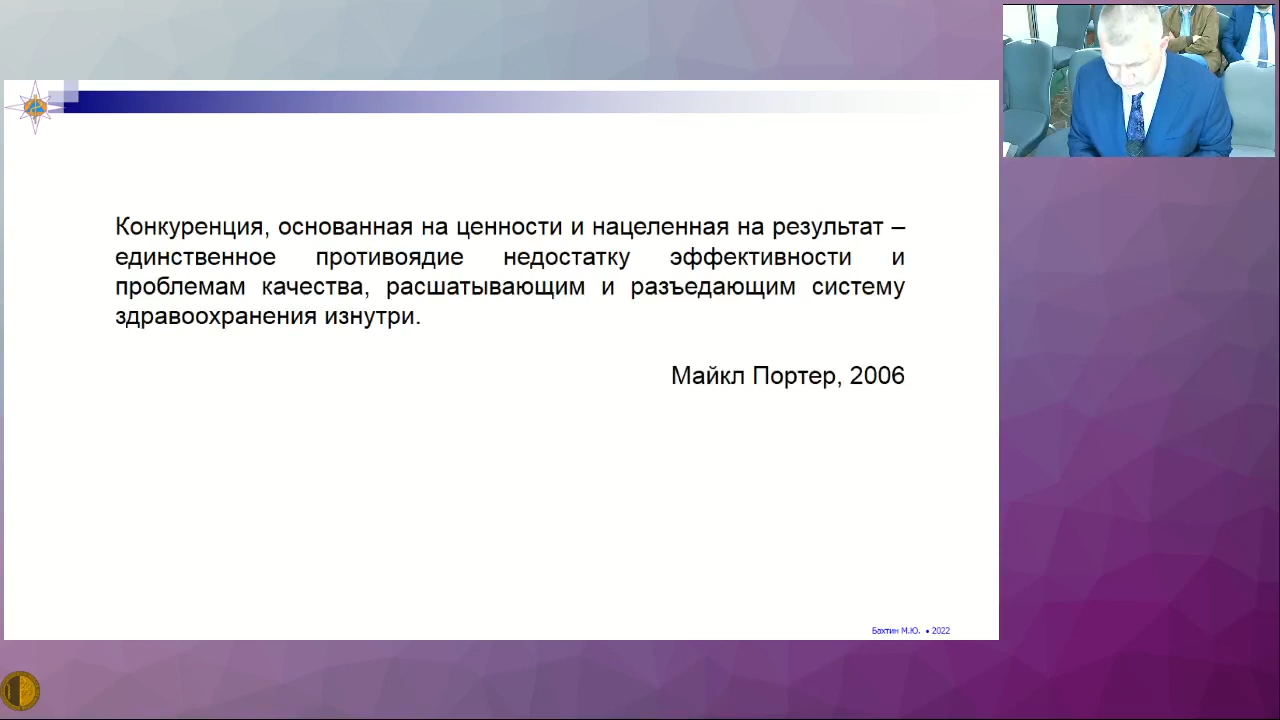 Конкуренция, основанная на ценности и нацеленная на результат –
единственное противоядие недостатку эффективности и
проблемам качества, расшатывающим и разъедающим систему
здравоохранения изнутри.
Майкл Портер, 2006
Бахтин М.Ю. • 2022